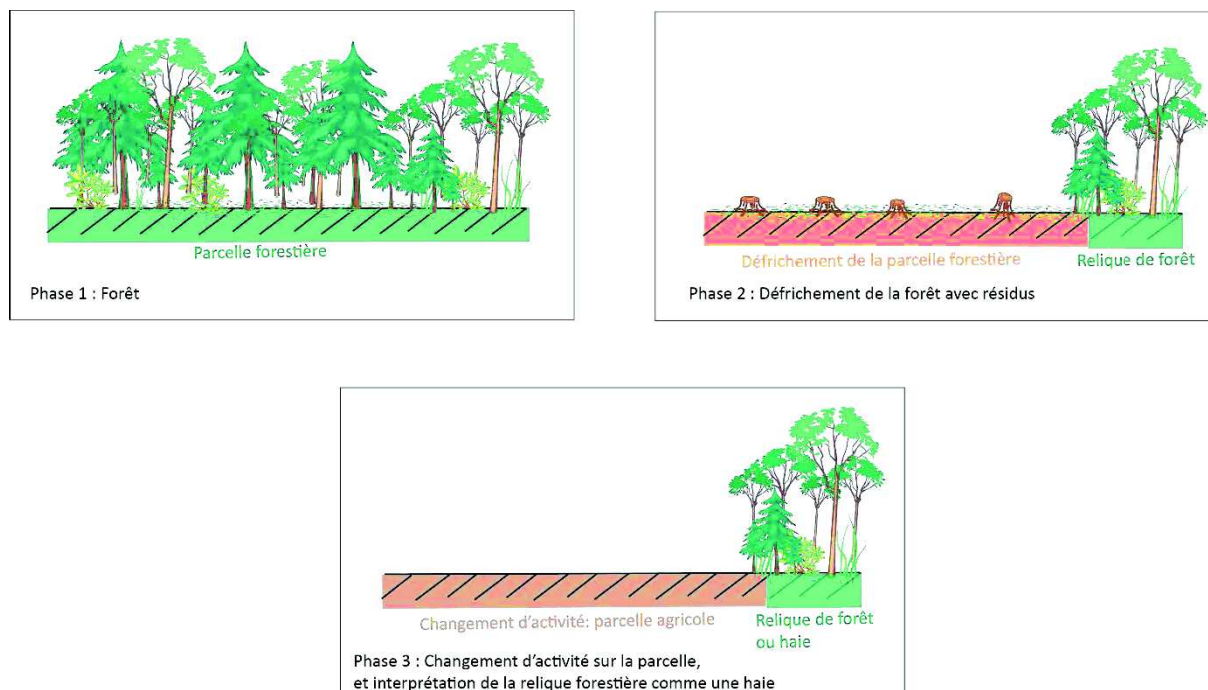 Parcelle forestière
Phase 1 : Forêt
Défrichement de la parcelle forestière
Relique de forêt
Phase 2 : Défrichement de la forêt avec résidus
Changement d'activité: parcelle agricole
Relique de forêt
ou haie
Phase 3 : Changement d'activité sur la parcelle,
et interprétation de la relique forestière comme une haie